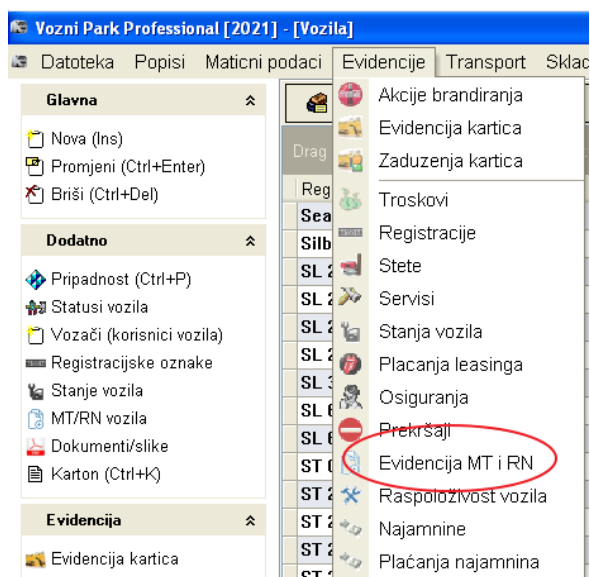 Vozni Park Professional [2021] - [Vozila]
Datoteka Popisi Maticni podaci Evidencije Transport Sklac
Glavna
Nova (Ins)
Promjeni (Ctrl+Enter)
Briši (Ctrl+Del)
Dodatno
Pripadnost (Ctrl+P)
Statusi vozila
Vozači (korisnici vozila)
Registracijske oznake
Stanje vozila
MT/RN vozila
Dokumenti/slike
Karton (Ctrl+K)
Evidencija
Evidencija kartica
Drag
Reg
Sea
Silb
SL 2
SL 2
SL 2
SL 2
SL 3
SL 6
SL 6
ST 0
ST 2
ST 2
ST 2
Akcije brandiranja
Evidencija kartica
Zaduzenja kartica
Troskovi
Registracije
Stete
Servisi
Stanja vozila
Placanja leasinga
Osiguranja
Prekršaji
Evidencija MT i RN
Raspoloživost vozila
Najamnine
Plaćanja najamnina